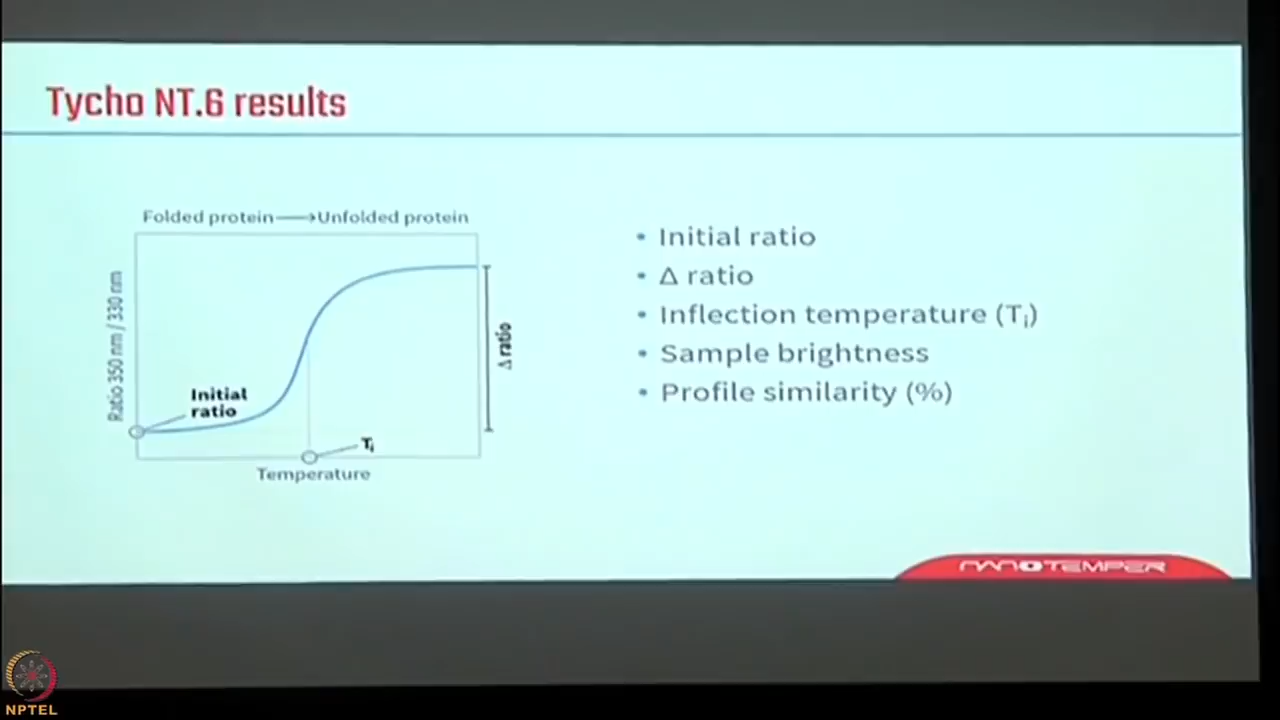 Tycho NT.6 results
Folded protein → Unfolded protein
Ratio 350 nm / 330 nm
Initial
ratio
Δ ratio
Ti
Temperature
• Initial ratio
• Δ ratio
• Inflection temperature (Ti)
• Sample brightness
• Profile similarity (%)
NANOTEMPER
NPTEL